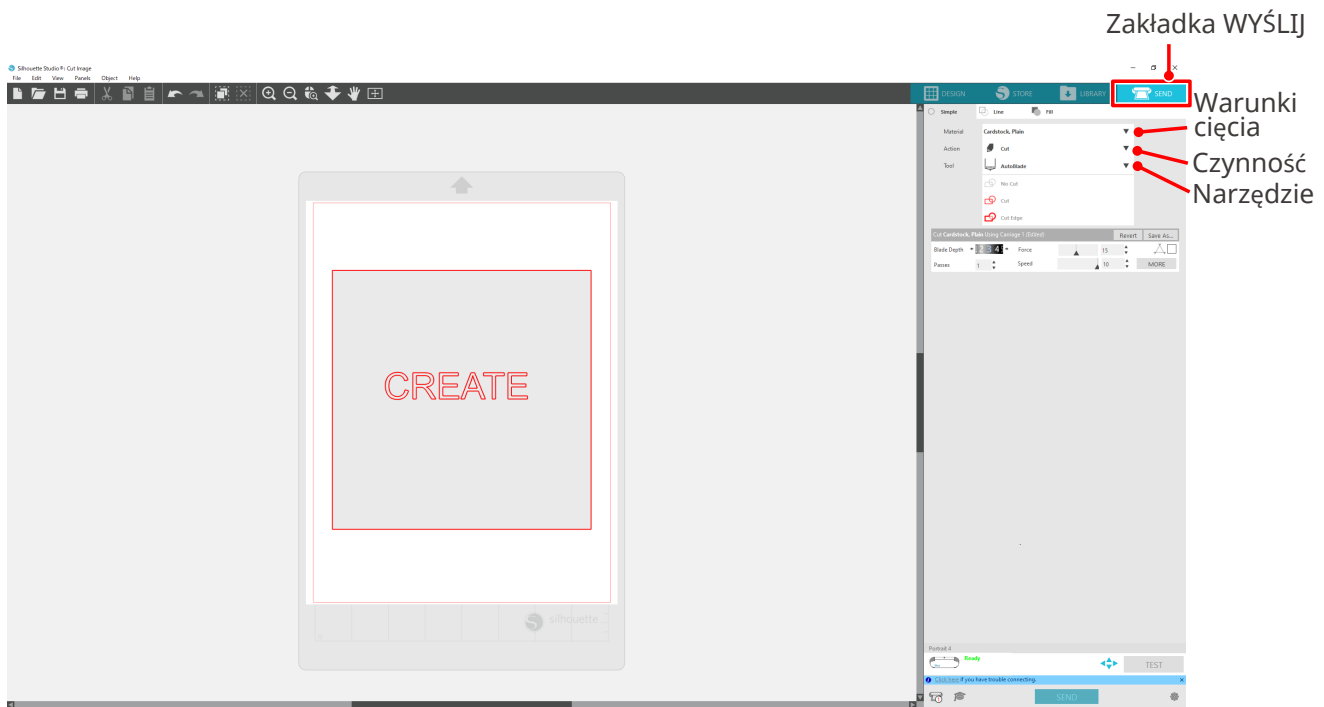 Zakładka WYŚLIJ
Silhouette Studio®: Cut Image
File Edit View Panels Object Help
DESIGN STORE LIBRARY SEND
Warunki cięcia
Simple Line Fill
Material Cardstock, Plain
Action Cut
Czynność
Tool AutoBlade
Narzędzie
No Cut
Cut
Cut Edge
Cut Cardstock, Plain Using Carriage 1 (Edited) Revert Save As...
Blade Depth 2 3 4 Force 15
Passes 1 Speed 10 MORE
CREATE
silhouette
Portrait 4
Ready
TEST
Click here if you have trouble connecting.
SEND